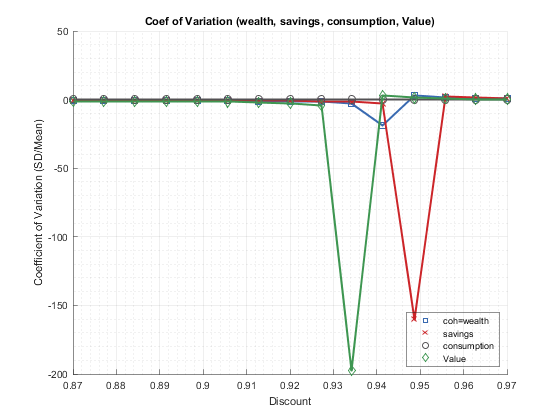 Coef of Variation (wealth, savings, consumption, Value)
50
0
-50
-100
-150
-200
Coefficient of Variation (SD/Mean)
0.87 0.88 0.89 0.9 0.91 0.92 0.93 0.94 0.95 0.96 0.97
Discount
coh=wealth
savings
consumption
Value